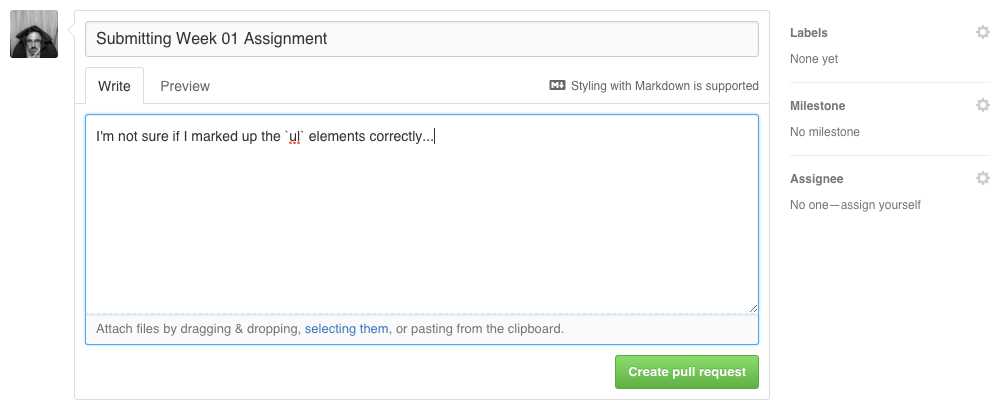 Submitting Week 01 Assignment
Write Preview Styling with Markdown is supported
I'm not sure if I marked up the `ul` elements correctly...
Attach files by dragging & dropping, selecting them, or pasting from the clipboard.
Create pull request
Labels
None yet
Milestone
No milestone
Assignee
No one—assign yourself